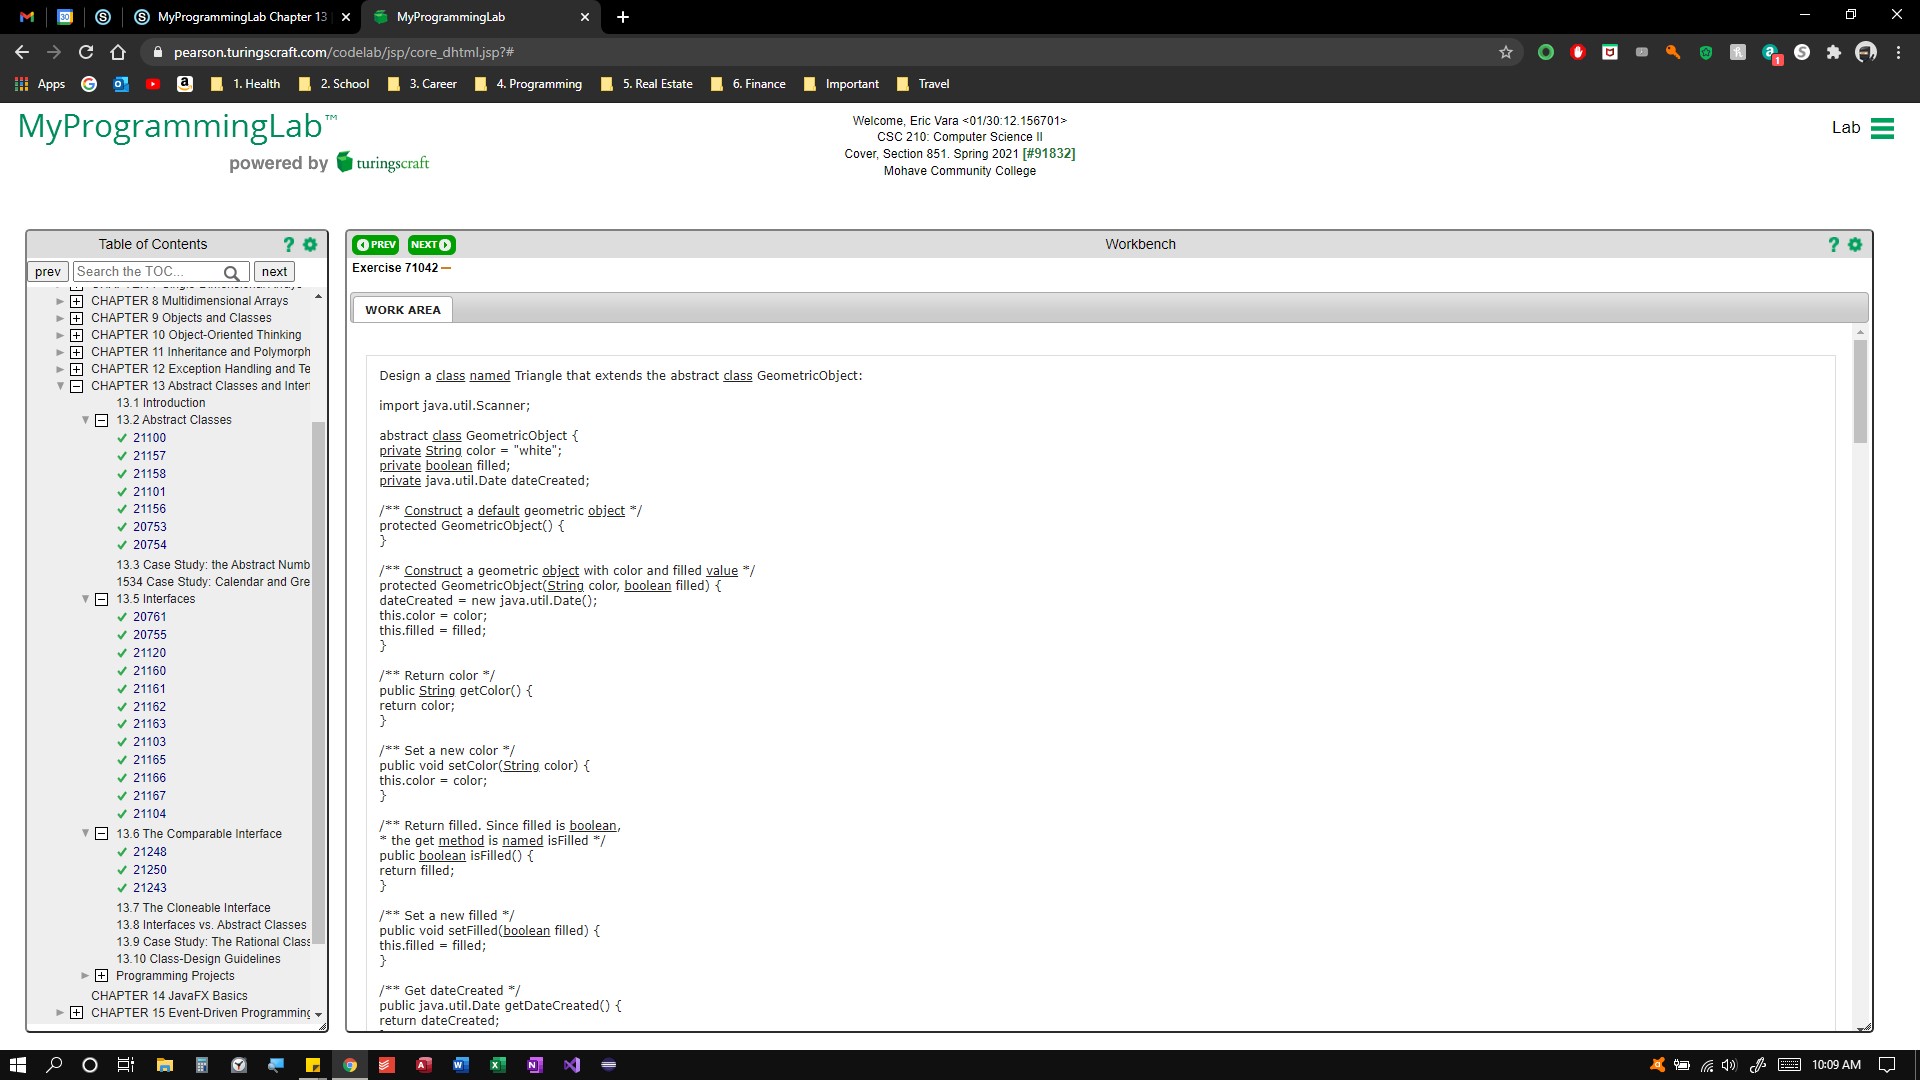 MyProgrammingLab Chapter 13
MyProgrammingLab
pearson.turingscraft.com/codelab/jsp/core_dhtml.jsp?#
Apps
1. Health
2. School
3. Career
4. Programming
5. Real Estate
6. Finance
Important
Travel
MyProgrammingLab™
powered by turingscraft
Welcome, Eric Vara <01/30:12.156701>
CSC 210: Computer Science II
Cover, Section 851. Spring 2021 [#91832]
Mohave Community College
Lab
Table of Contents
?
prev
Search the TOC...
next
CHAPTER 8 Multidimensional Arrays
CHAPTER 9 Objects and Classes
CHAPTER 10 Object-Oriented Thinking
CHAPTER 11 Inheritance and Polymorph
CHAPTER 12 Exception Handling and Te
CHAPTER 13 Abstract Classes and Inter
13.1 Introduction
13.2 Abstract Classes
21100
21157
21158
21101
21156
20753
20754
13.3 Case Study: the Abstract Numb
1534 Case Study: Calendar and Gre
13.5 Interfaces
20761
20755
21120
21160
21161
21162
21163
21103
21165
21166
21167
21104
13.6 The Comparable Interface
21248
21250
21243
13.7 The Cloneable Interface
13.8 Interfaces vs. Abstract Classes
13.9 Case Study: The Rational Class
13.10 Class-Design Guidelines
Programming Projects
CHAPTER 14 JavaFX Basics
CHAPTER 15 Event-Driven Programming
PREV
NEXT
Workbench
?
Exercise 71042
WORK AREA
Design a class named Triangle that extends the abstract class GeometricObject:
import java.util.Scanner;
abstract class GeometricObject {
private String color = "white";
private boolean filled;
private java.util.Date dateCreated;
/** Construct a default geometric object */
protected GeometricObject() {
}
/** Construct a geometric object with color and filled value */
protected GeometricObject(String color, boolean filled) {
dateCreated = new java.util.Date();
this.color = color;
this.filled = filled;
}
/** Return color */
public String getColor() {
return color;
}
/** Set a new color */
public void setColor(String color) {
this.color = color;
}
/** Return filled. Since filled is boolean,
* the get method is named isFilled */
public boolean isFilled() {
return filled;
}
/** Set a new filled */
public void setFilled(boolean filled) {
this.filled = filled;
}
/** Get dateCreated */
public java.util.Date getDateCreated() {
return dateCreated;
10:09 AM